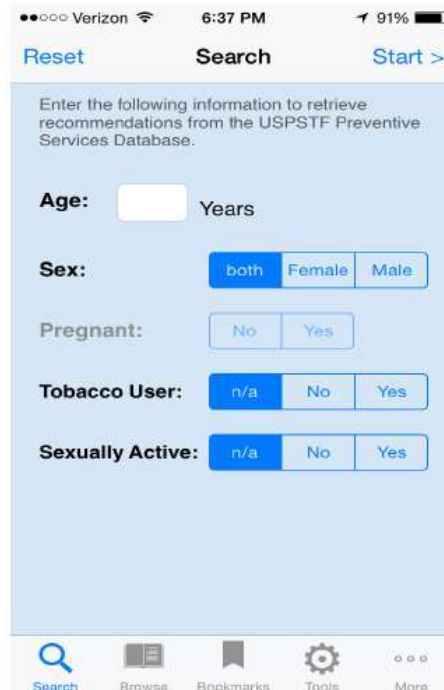 Verizon 6:37 PM 91%
Reset Search Start >
Enter the following information to retrieve
recommendations from the USPSTF Preventive
Services Database.
Age: Years
Sex: both Female Male
Pregnant: No Yes
Tobacco User: n/a No Yes
Sexually Active: n/a No Yes
Search Browse Bookmarks Tools More